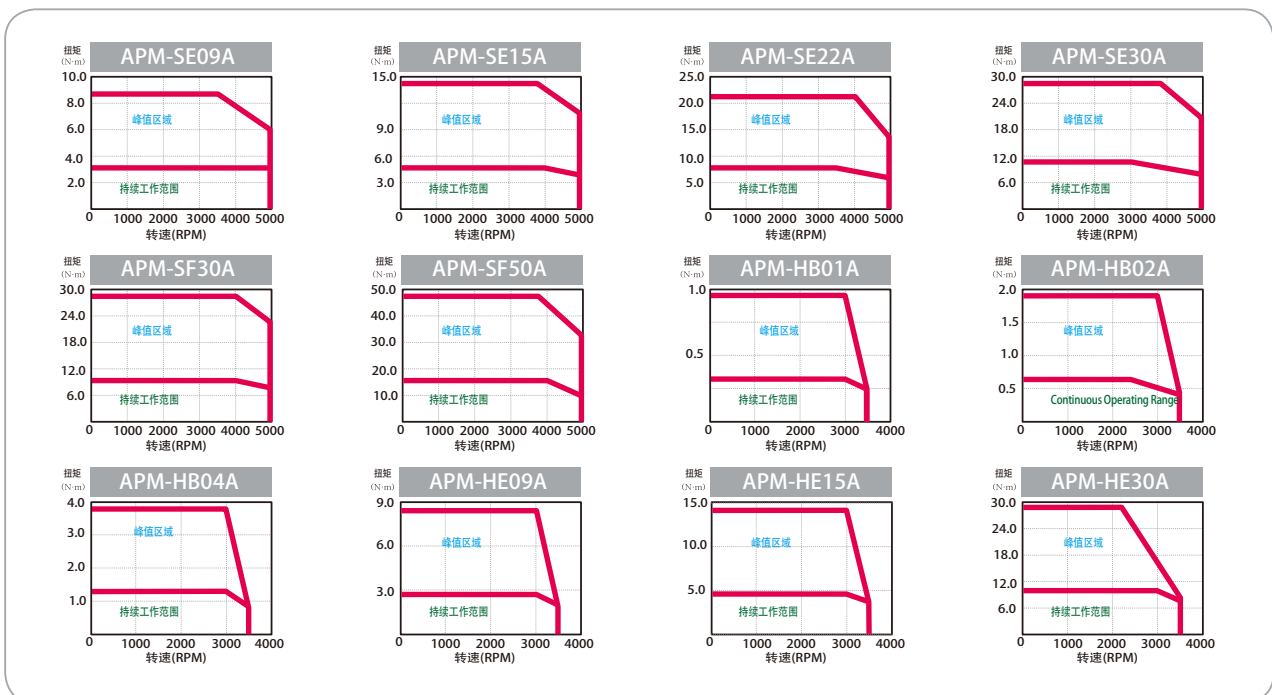 扭矩
(N·m)
APM-SE09A
10.0
8.0
6.0
4.0
2.0
峰值区域
持续工作范围
0 1000 2000 3000 4000 5000
转速(RPM)
扭矩
(N·m)
APM-SE15A
15.0
9.0
6.0
3.0
峰值区域
持续工作范围
0 1000 2000 3000 4000 5000
转速(RPM)
扭矩
(N·m)
APM-SE22A
25.0
20.0
15.0
10.0
5.0
峰值区域
持续工作范围
0 1000 2000 3000 4000 5000
转速(RPM)
扭矩
(N·m)
APM-SE30A
30.0
24.0
18.0
12.0
6.0
峰值区域
持续工作范围
0 1000 2000 3000 4000 5000
转速(RPM)
扭矩
(N·m)
APM-SF30A
30.0
24.0
18.0
12.0
6.0
峰值区域
持续工作范围
0 1000 2000 3000 4000 5000
转速(RPM)
扭矩
(N·m)
APM-SF50A
50.0
40.0
30.0
20.0
10.0
峰值区域
持续工作范围
0 1000 2000 3000 4000 5000
转速(RPM)
扭矩
(N·m)
APM-HB01A
1.0
0.5
峰值区域
持续工作范围
0 1000 2000 3000 4000
转速(RPM)
扭矩
(N·m)
APM-HB02A
2.0
1.5
1.0
0.5
峰值区域
Continuous Operating Range
0 1000 2000 3000 4000
转速(RPM)
扭矩
(N·m)
APM-HB04A
4.0
3.0
2.0
1.0
峰值区域
持续工作范围
0 1000 2000 3000 4000
转速(RPM)
扭矩
(N·m)
APM-HE09A
9.0
6.0
3.0
峰值区域
持续工作范围
0 1000 2000 3000 4000
转速(RPM)
扭矩
(N·m)
APM-HE15A
15.0
10.0
5.0
峰值区域
持续工作范围
0 1000 2000 3000 4000
转速(RPM)
扭矩
(N·m)
APM-HE30A
30.0
24.0
18.0
12.0
6.0
峰值区域
持续工作范围
0 1000 2000 3000 4000
转速(RPM)